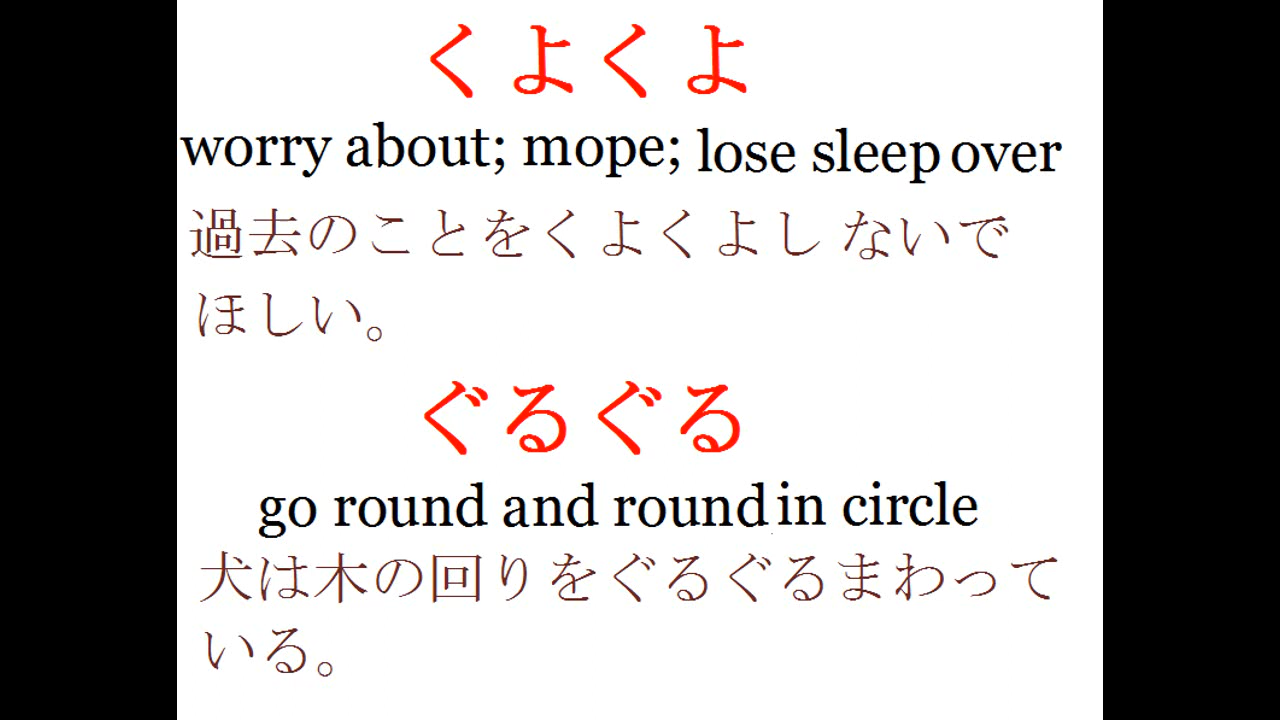 くよくよ
worry about; mope; lose sleep over
過去のことをくよくよしないで
ほしい。
ぐるぐる
go round and round in circle
犬は木の回りをぐるぐるまわって
いる。